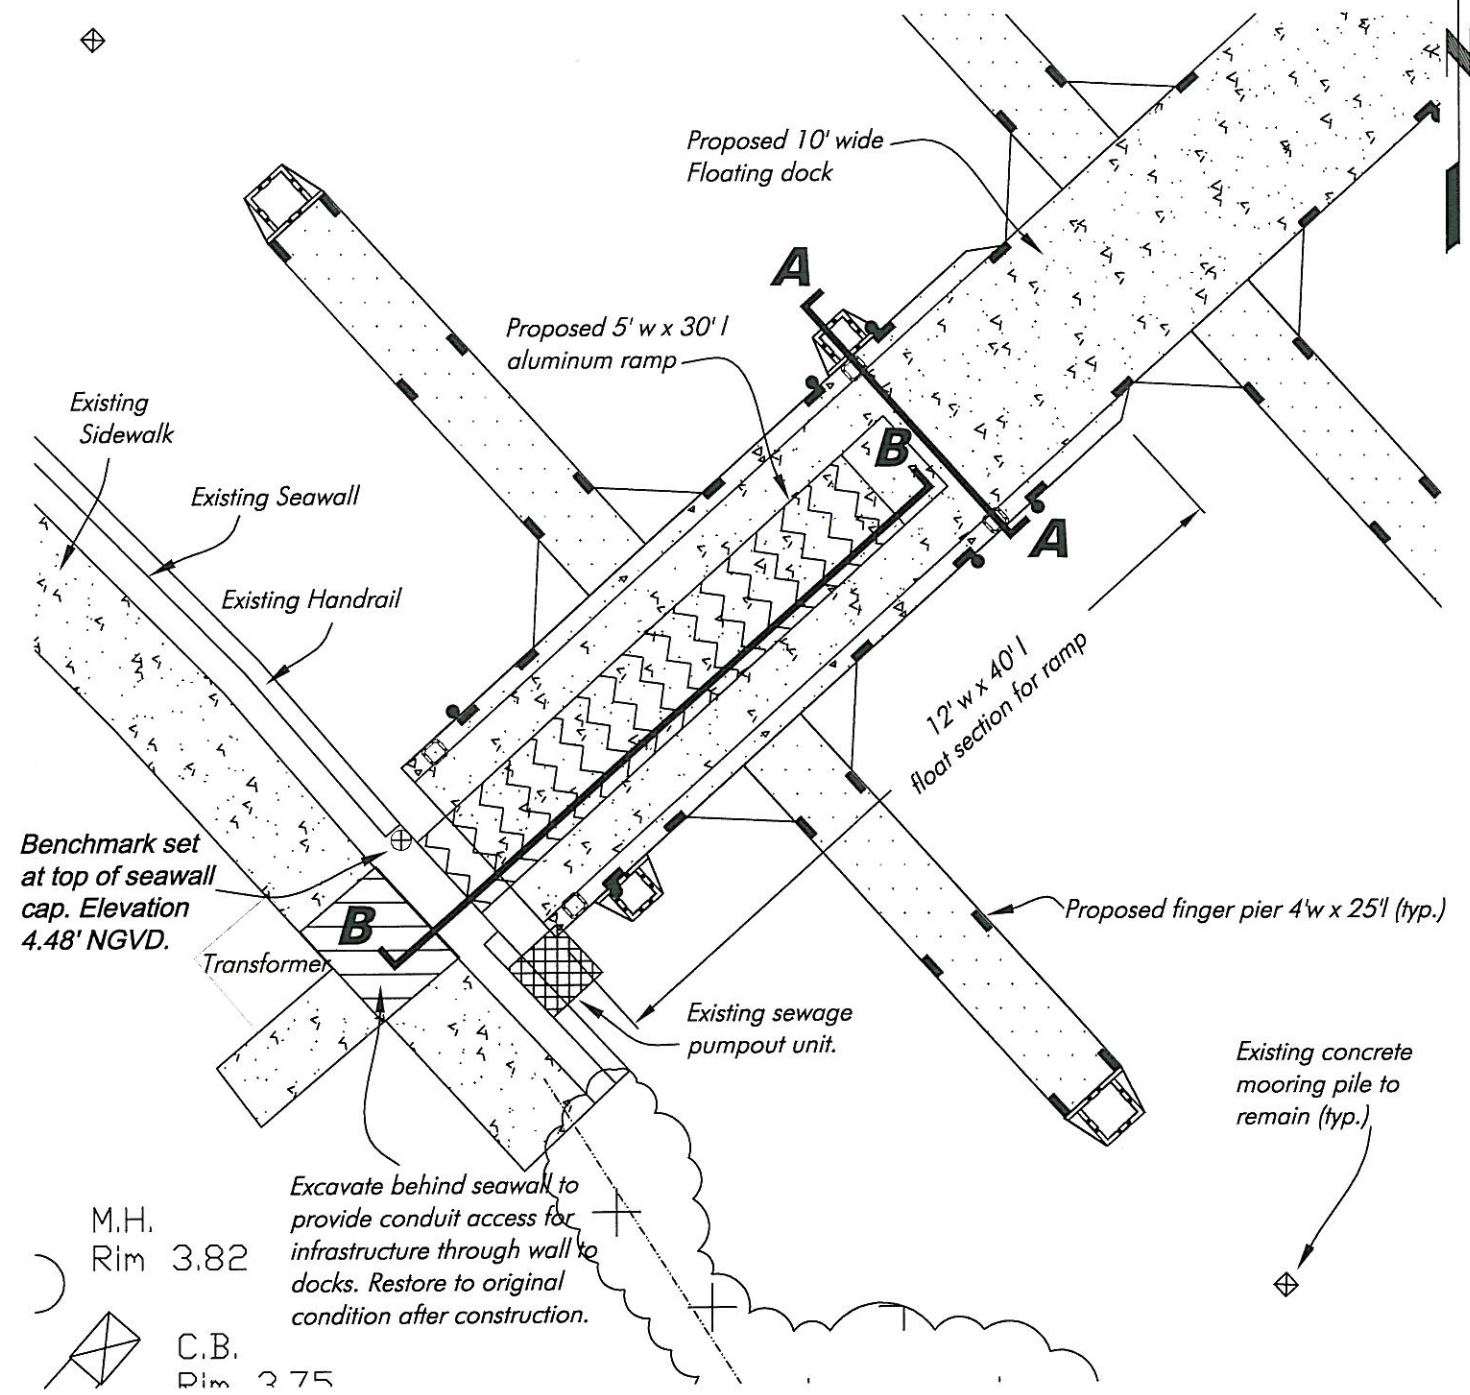 Proposed 10' wide
Floating dock
A
Proposed 5' w x 30' l
aluminum ramp
Existing
Sidewalk
B
Existing Seawall
A
Existing Handrail
12' w x 40' l
float section for ramp
Benchmark set
at top of seawall
cap. Elevation
4.48' NGVD.
B
Transformer
Proposed finger pier 4'w x 25'l (typ.)
Existing sewage
pumpout unit.
Existing concrete
mooring pile to
remain (typ.)
Excavate behind seawall to
provide conduit access for
infrastructure through wall to
docks. Restore to original
condition after construction.
M.H.
Rim 3.82
C.B.
Rim 3.75